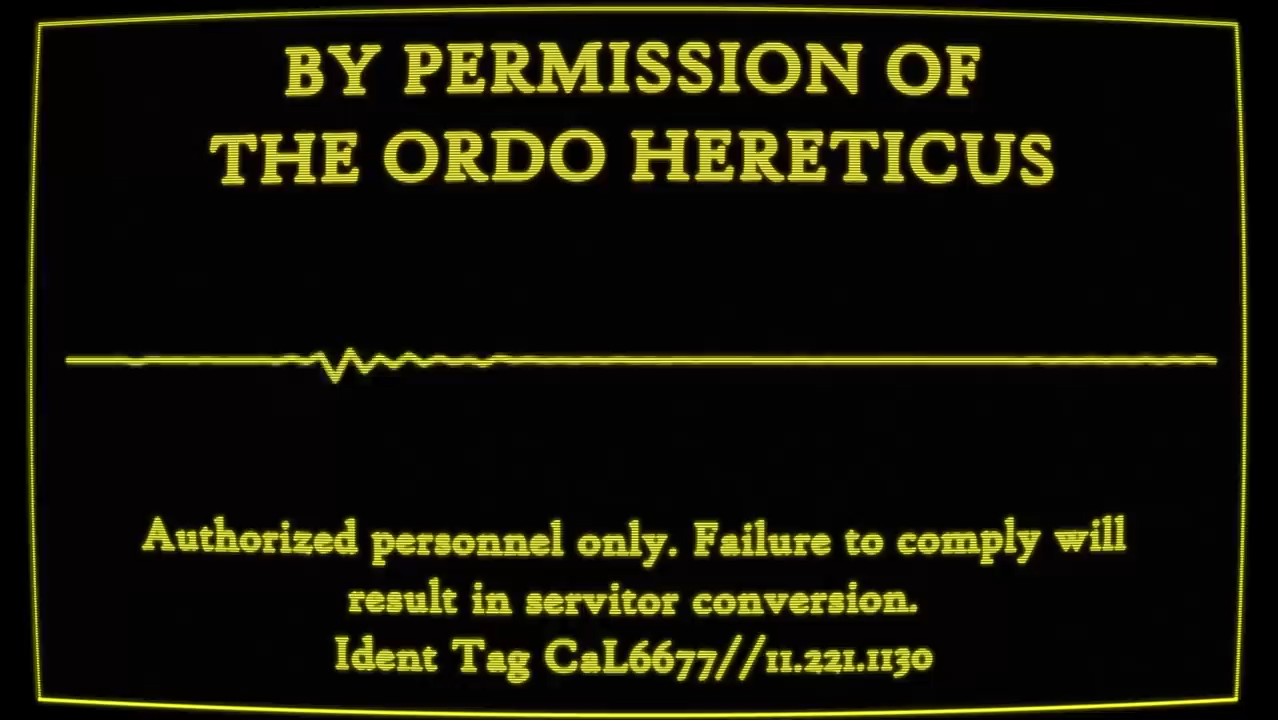 BY PERMISSION OF
THE ORDO HERETICUS
Authorized personnel only. Failure to comply will
result in servitor conversion.
Ident Tag CaL6677//11.221.1130